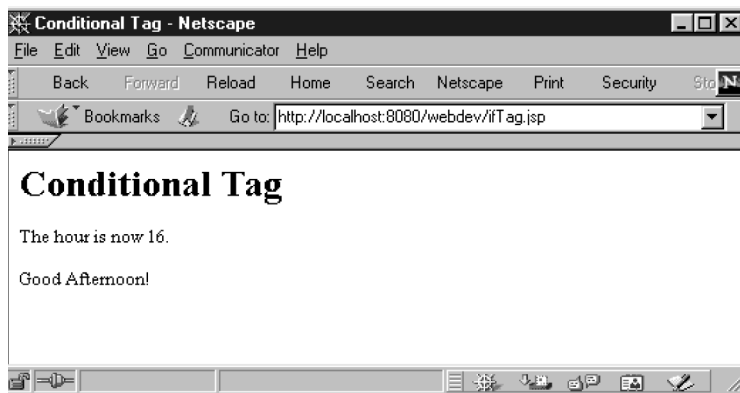 Conditional Tag - Netscape
File Edit View Go Communicator Help
Back Forward Reload Home Search Netscape Print Security Sto N
Bookmarks Go to: http://localhost:8080/webdev/ifTag.jsp
Conditional Tag
The hour is now 16.
Good Afternoon!